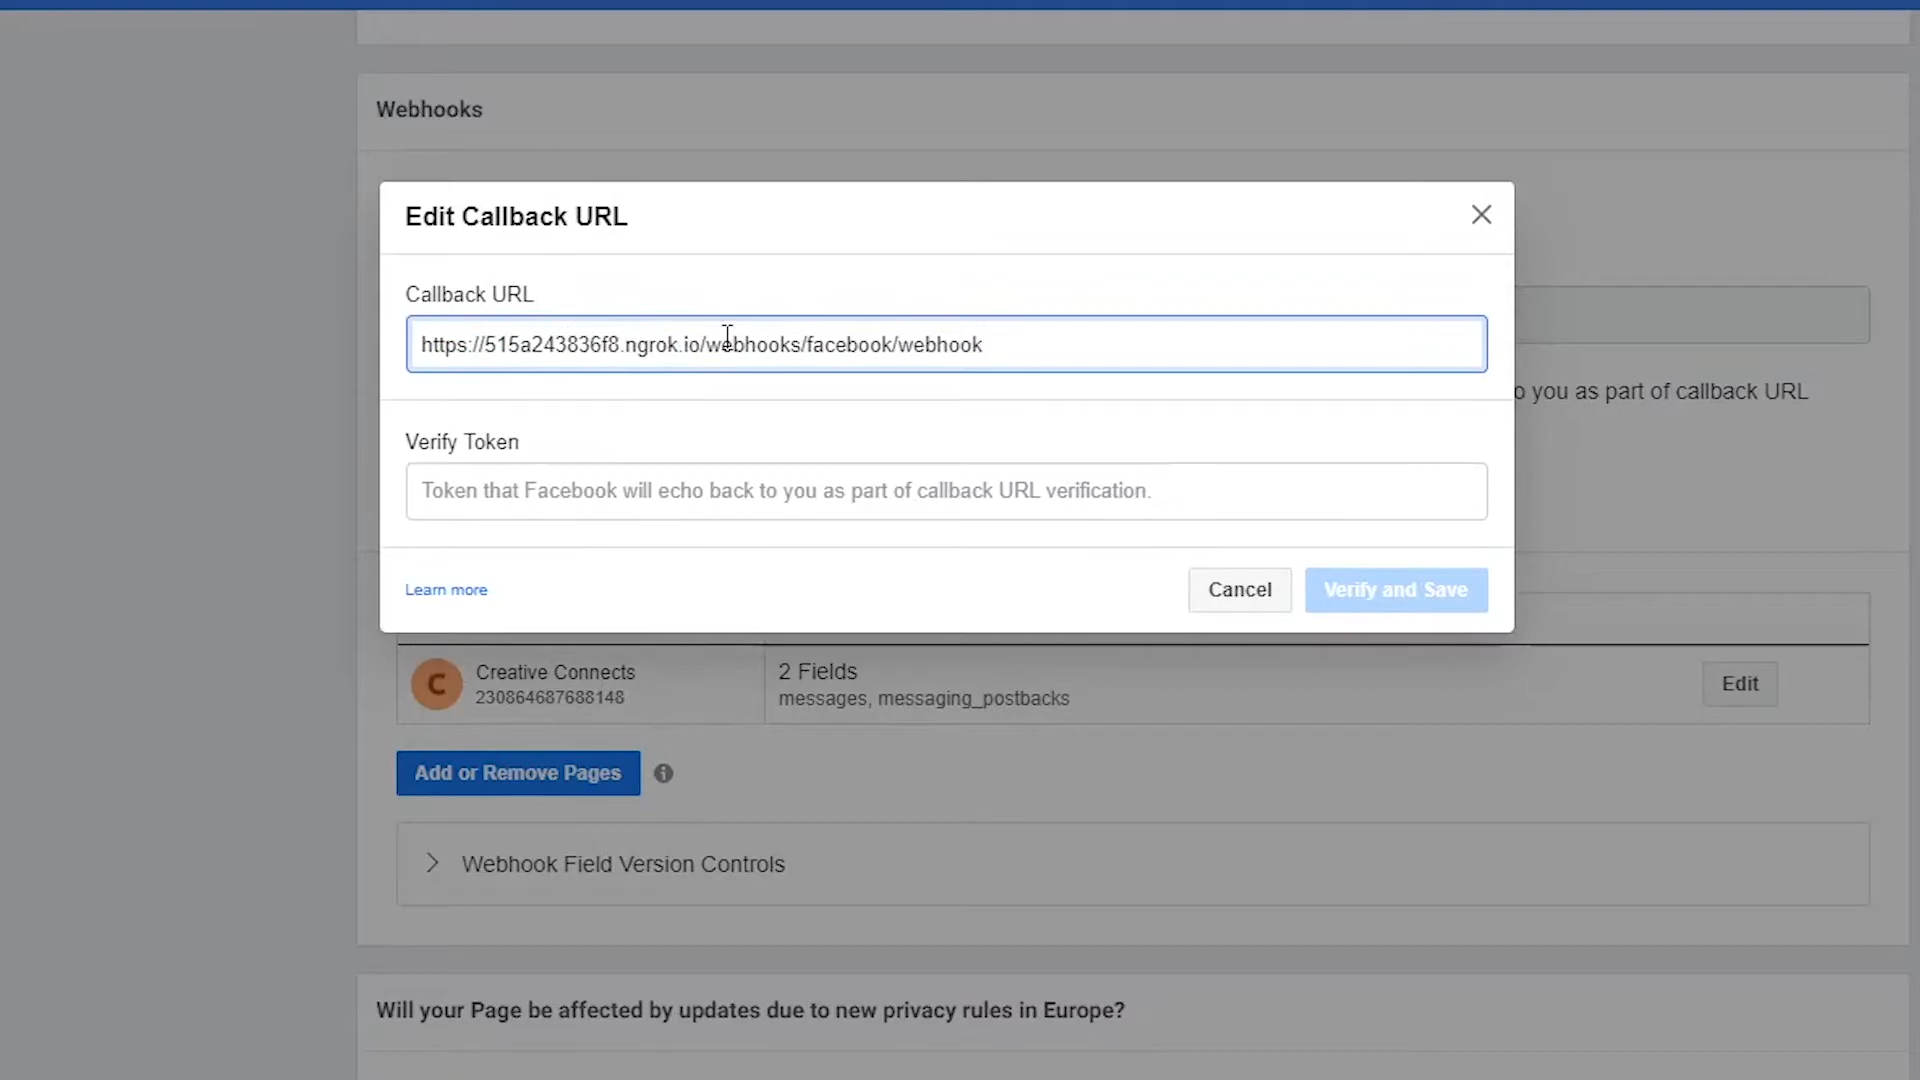 Webhooks
Edit Callback URL
Callback URL
https://515a243836f8.ngrok.io/webhooks/facebook/webhook
o you as part of callback URL
Verify Token
Token that Facebook will echo back to you as part of callback URL verification.
Learn more
Cancel
Verify and Save
C
Creative Connects
230864687688148
2 Fields
messages, messaging_postbacks
Edit
Add or Remove Pages
Webhook Field Version Controls
Will your Page be affected by updates due to new privacy rules in Europe?